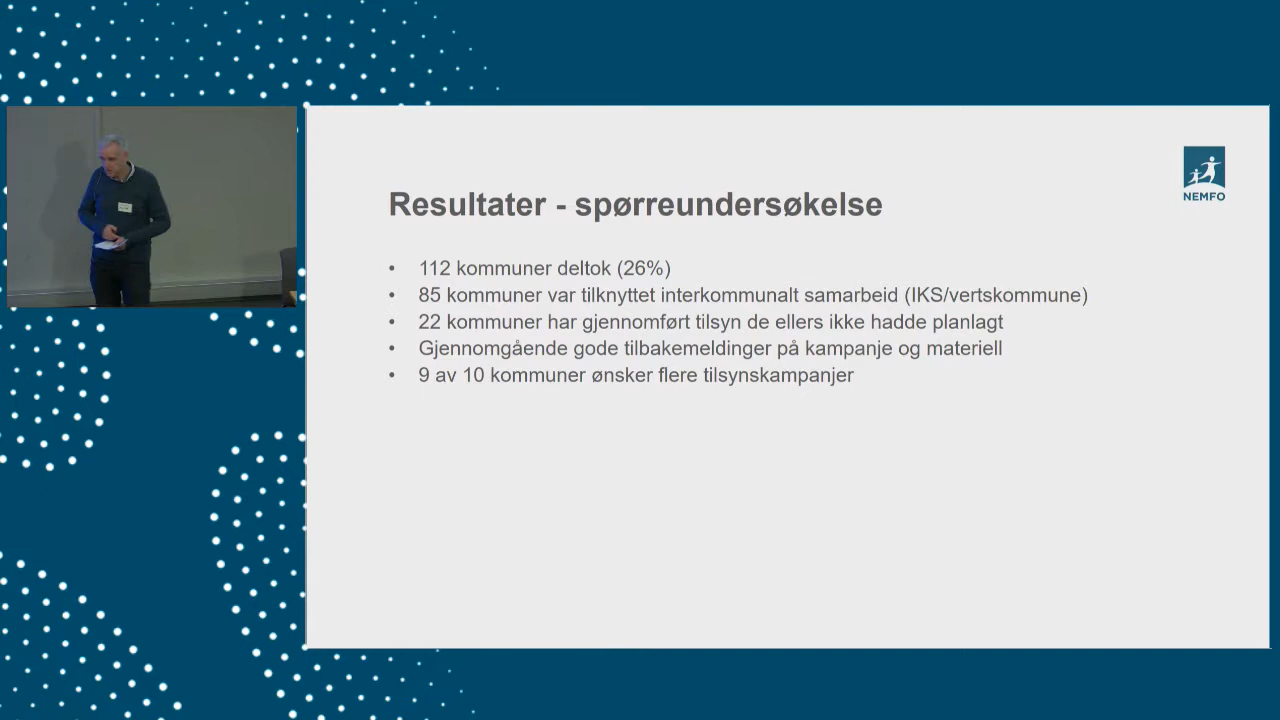 Resultater - spørreundersøkelse
NEMFO
• 112 kommuner deltok (26%)
• 85 kommuner var tilknyttet interkommunalt samarbeid (IKS/vertskommune)
• 22 kommuner har gjennomført tilsyn de ellers ikke hadde planlagt
• Gjennomgående gode tilbakemeldinger på kampanje og materiell
• 9 av 10 kommuner ønsker flere tilsynskampanjer